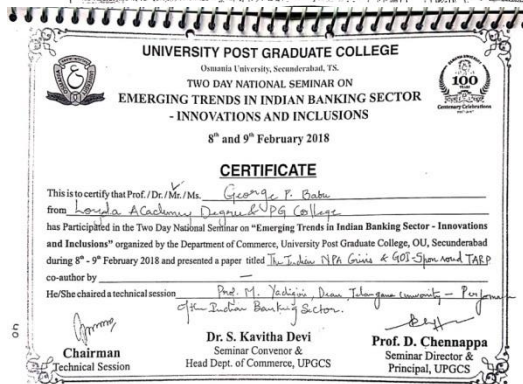 UNIVERSITY POST GRADUATE COLLEGE
Osmania University, Secunderabad, TS.
TWO DAY NATIONAL SEMINAR ON
EMERGING TRENDS IN INDIAN BANKING SECTOR
- INNOVATIONS AND INCLUSIONS
8th and 9th February 2018
100
YEARS
Centenary Celebrations
CERTIFICATE
This is to certify that Prof. / Dr. / Mr. / Ms. George P. Babu
from Loyola Academy Degree & PG College
has Participated in the Two Day National Seminar on "Emerging Trends in Indian Banking Sector - Innovations
and Inclusions" organized by the Department of Commerce, University Post Graduate College, OU, Secunderabad
during 8th - 9th February 2018 and presented a paper titled The Indian NPA Crisis & GOI-Sponsored TARP
co-author by
He/She chaired a technical session Prof. M. Yadagiri, Dean, Telangana University -
of the Indian Banking Sector.
Chairman
Technical Session
Dr. S. Kavitha Devi
Seminar Convener &
Head Dept. of Commerce, UPGCS
Prof. D. Chennappa
Seminar Director &
Principal, UPGCS